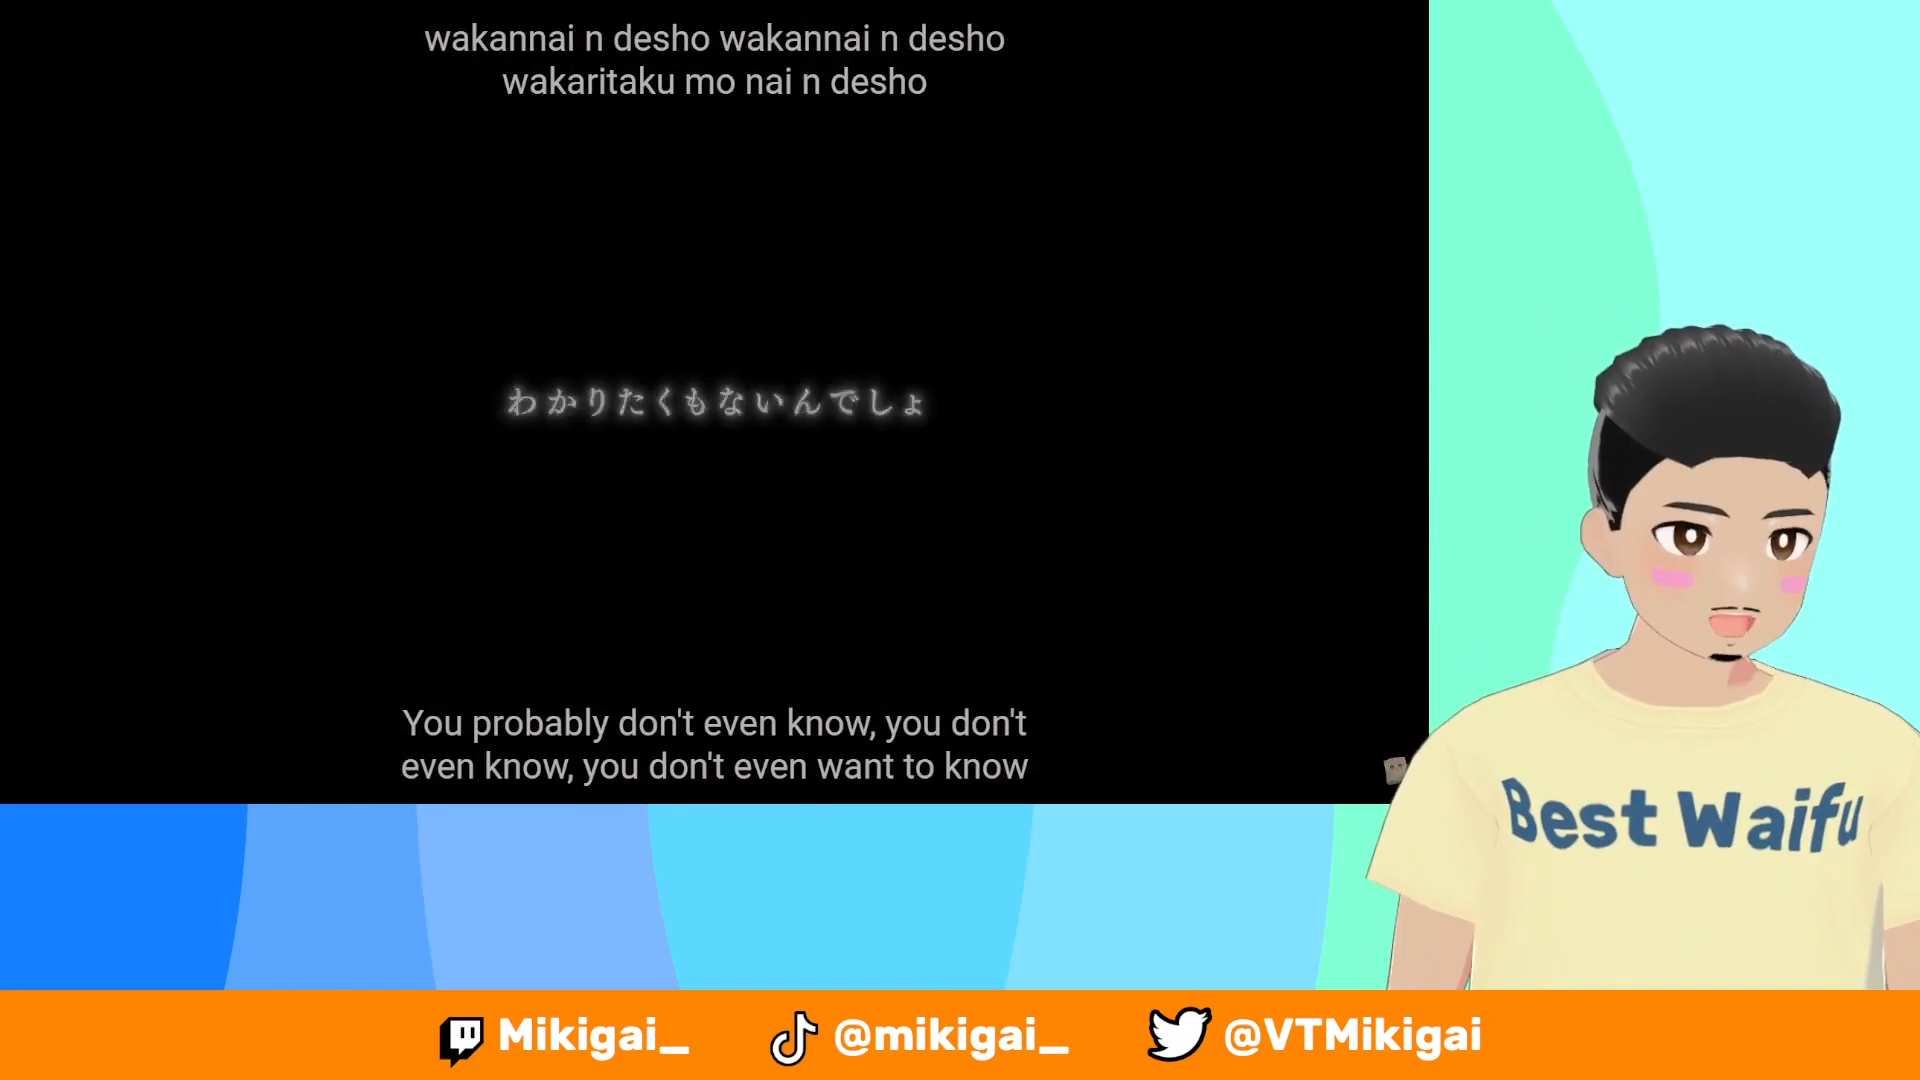 wakannai n desho wakannai n desho
wakaritaku mo nai n desho
わかりたくもないんでしょ
You probably don't even know, you don't
even know, you don't even want to know
Best Waifu
Mikigai_
@mikigai_
@VTMikigai